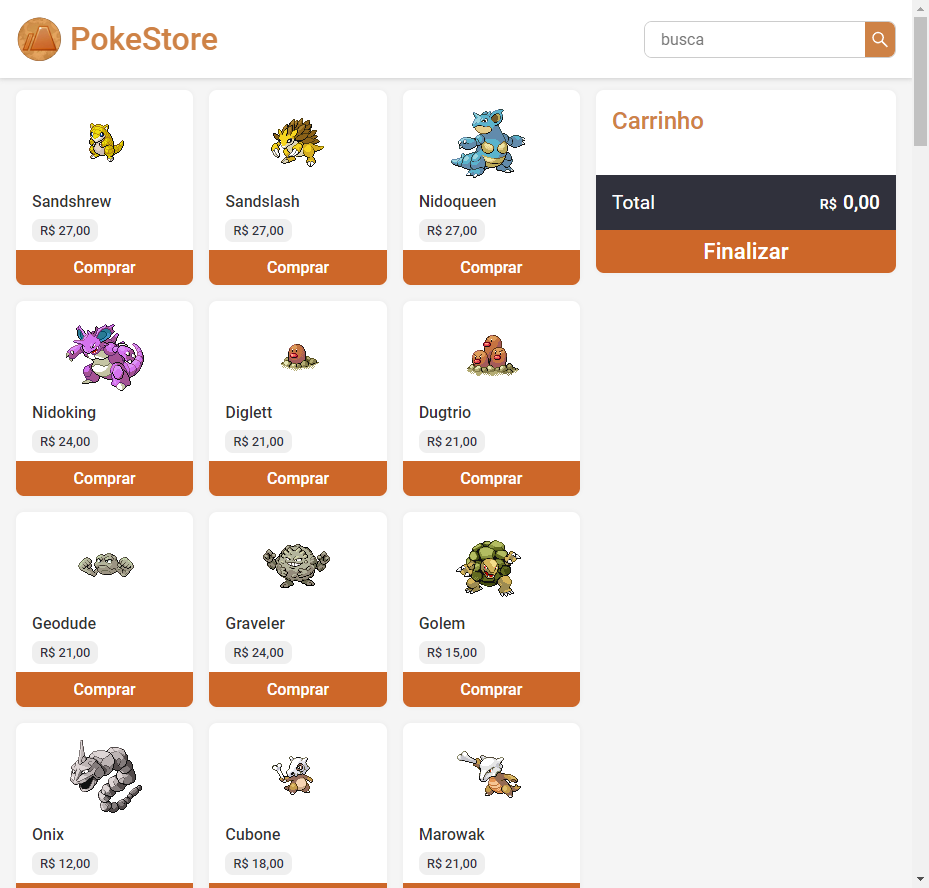 PokeStore
busca
Carrinho
Total R$ 0,00
Finalizar
Sandshrew
R$ 27,00
Comprar
Sandslash
R$ 27,00
Comprar
Nidoqueen
R$ 27,00
Comprar
Nidoking
R$ 24,00
Comprar
Diglett
R$ 21,00
Comprar
Dugtrio
R$ 21,00
Comprar
Geodude
R$ 21,00
Comprar
Graveler
R$ 24,00
Comprar
Golem
R$ 15,00
Comprar
Onix
R$ 12,00
Cubone
R$ 18,00
Marowak
R$ 21,00